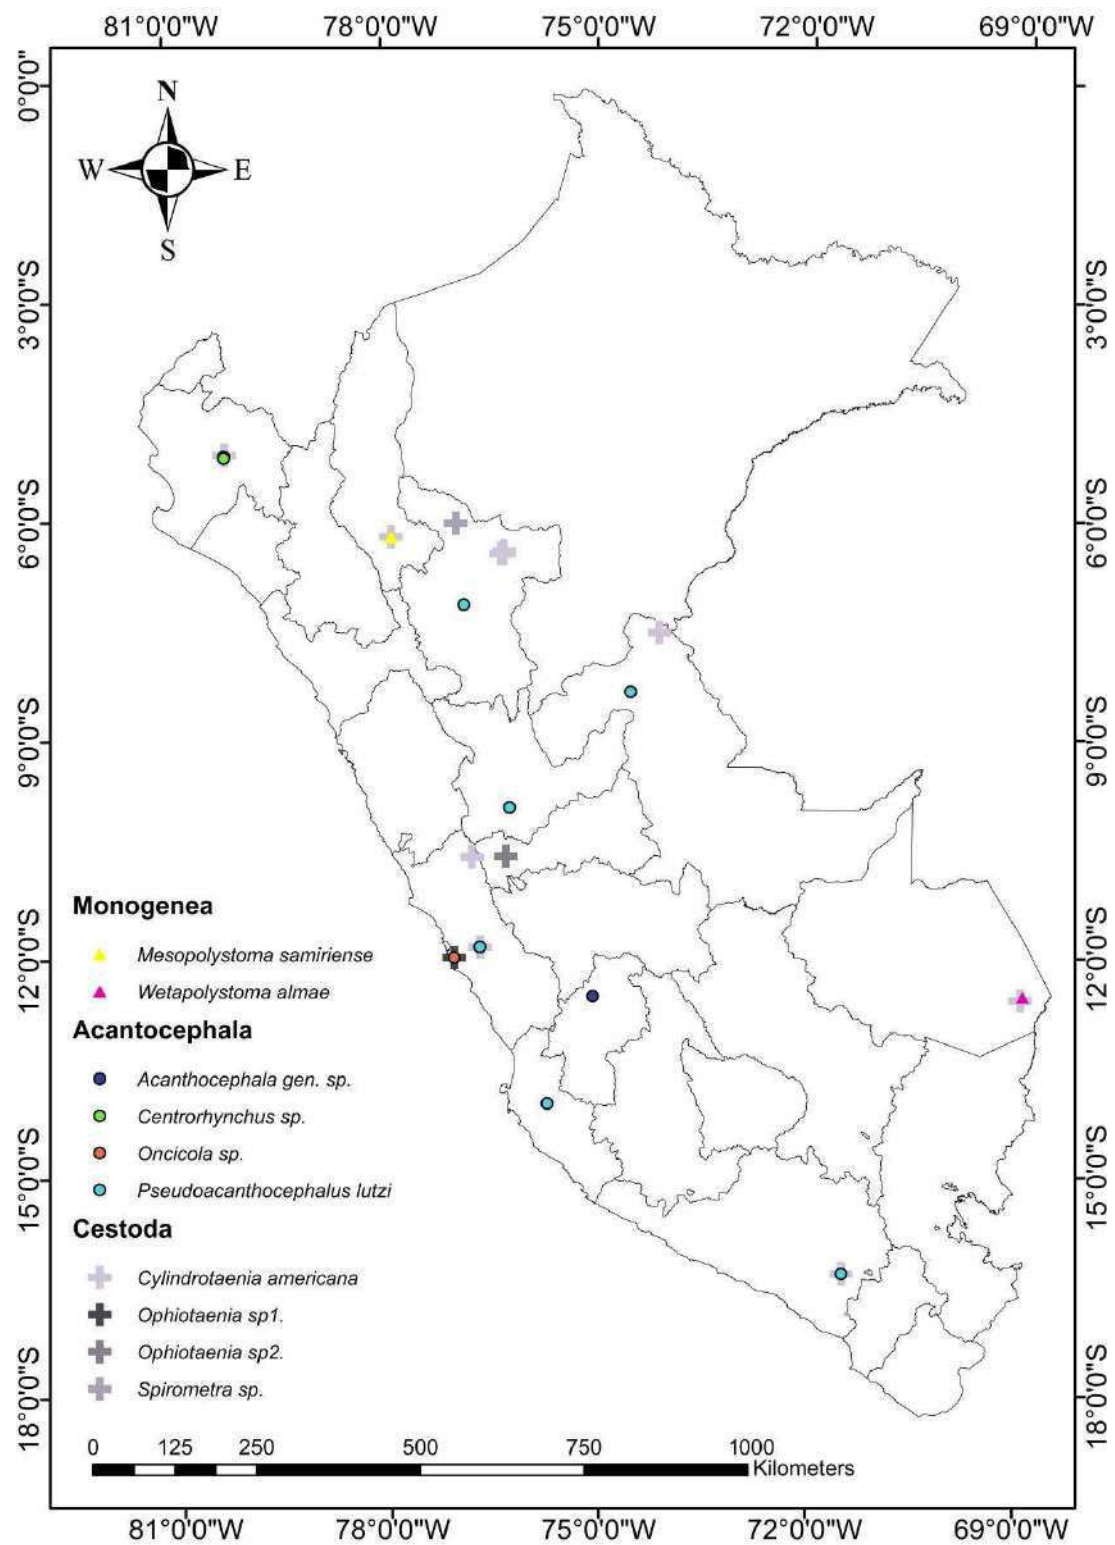 81°0'0"W 78°0'0"W 75°0'0"W 72°0'0"W 69°0'0"W
0°0'0"
3°0'0"S 3°0'0"S
6°0'0"S 6°0'0"S
9°0'0"S 9°0'0"S
12°0'0"S 12°0'0"S
15°0'0"S 15°0'0"S
18°0'0"S 18°0'0"S
N
W E
S
Monogenea
Mesopolystoma samiriense
Wetapolystoma almae
Acantocephala
Acanthocephala gen. sp.
Centrorhynchus sp.
Oncicola sp.
Pseudoacanthocephalus lutzi
Cestoda
Cylindrotaenia americana
Ophiotaenia sp1.
Ophiotaenia sp2.
Spirometra sp.
0 125 250 500 750 1000
Kilometers
81°0'0"W 78°0'0"W 75°0'0"W 72°0'0"W 69°0'0"W